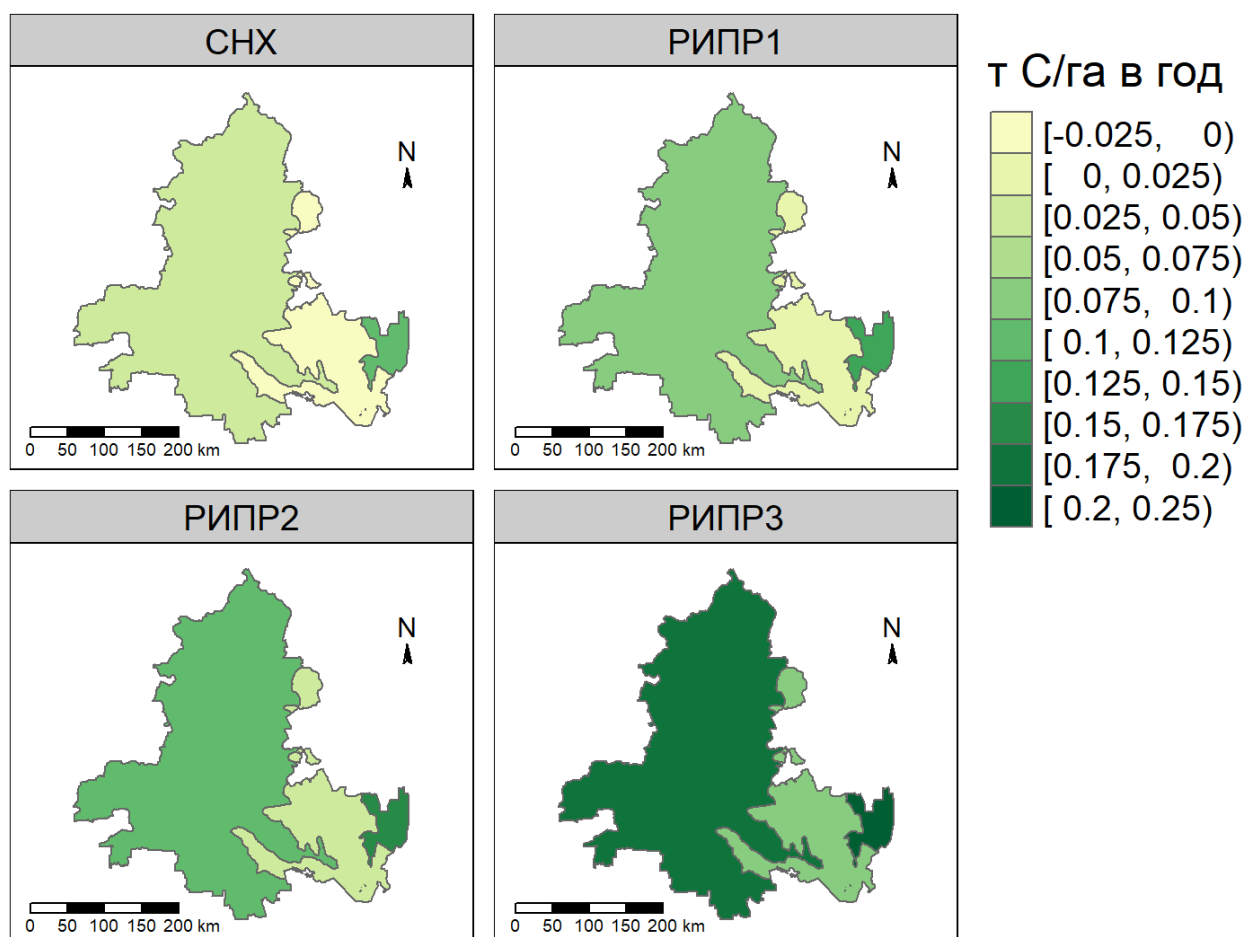 СНХ
N
0 50 100 150 200 km
РИПР1
N
0 50 100 150 200 km
РИПР2
N
0 50 100 150 200 km
РИПР3
N
0 50 100 150 200 km
т С/га в год
[-0.025, 0)
[ 0, 0.025)
[0.025, 0.05)
[0.05, 0.075)
[0.075, 0.1)
[ 0.1, 0.125)
[0.125, 0.15)
[0.15, 0.175)
[0.175, 0.2)
[ 0.2, 0.25)